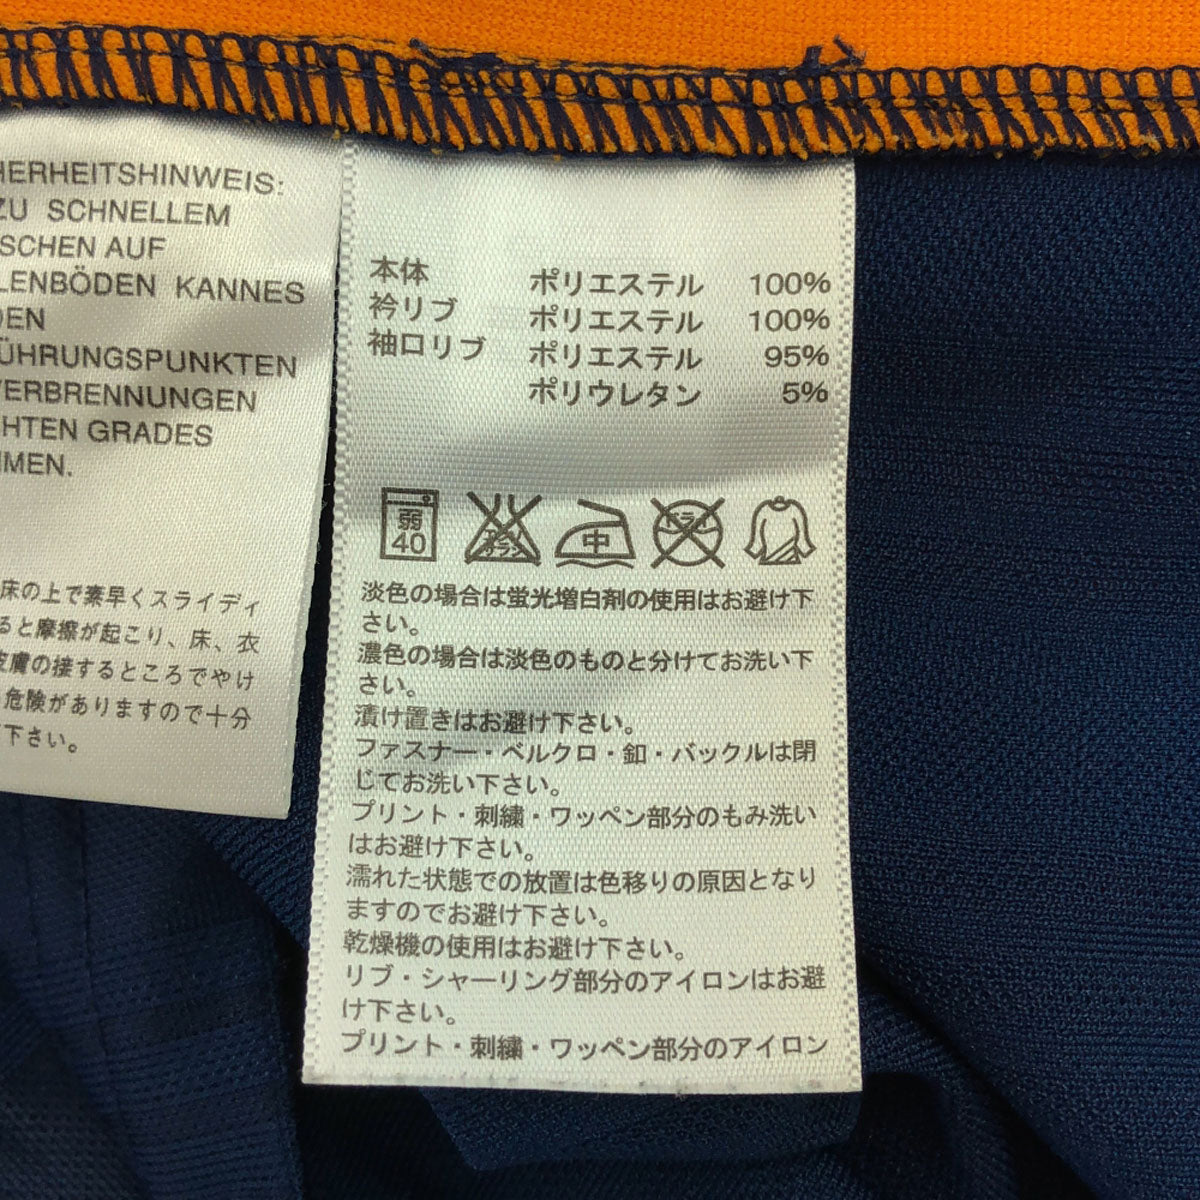 HERHEITSHINWEIS:
ZU SCHNELLEM
SCHEN AUF
LENBÖDEN KANNES
DEN
ÜHRUNGSPUNKTEN
VERBRENNUNGEN
CHTEN GRADES
MMEN.
床の上で素早くスライディ
ると摩擦が起こり、床、衣
皮膚の接するところでやけ
危険がありますので十分
下さい。
本体 ポリエステル 100%
衿リブ ポリエステル 100%
袖口リブ ポリエステル 95%
ポリウレタン 5%
弱 中 ドライ
40
淡色の場合は蛍光増白剤の使用はお避け下
さい。
濃色の場合は淡色のものと分けてお洗い下
さい。
漬け置きはお避け下さい。
ファスナー・ベルクロ・釦・バックルは閉
じてお洗い下さい。
プリント・刺繍・ワッペン部分のもみ洗い
はお避け下さい。
濡れた状態での放置は色移りの原因となり
ますのでお避け下さい。
乾燥機の使用はお避け下さい。
リブ・シャーリング部分のアイロンはお避
け下さい。
プリント・刺繍・ワッペン部分のアイロン